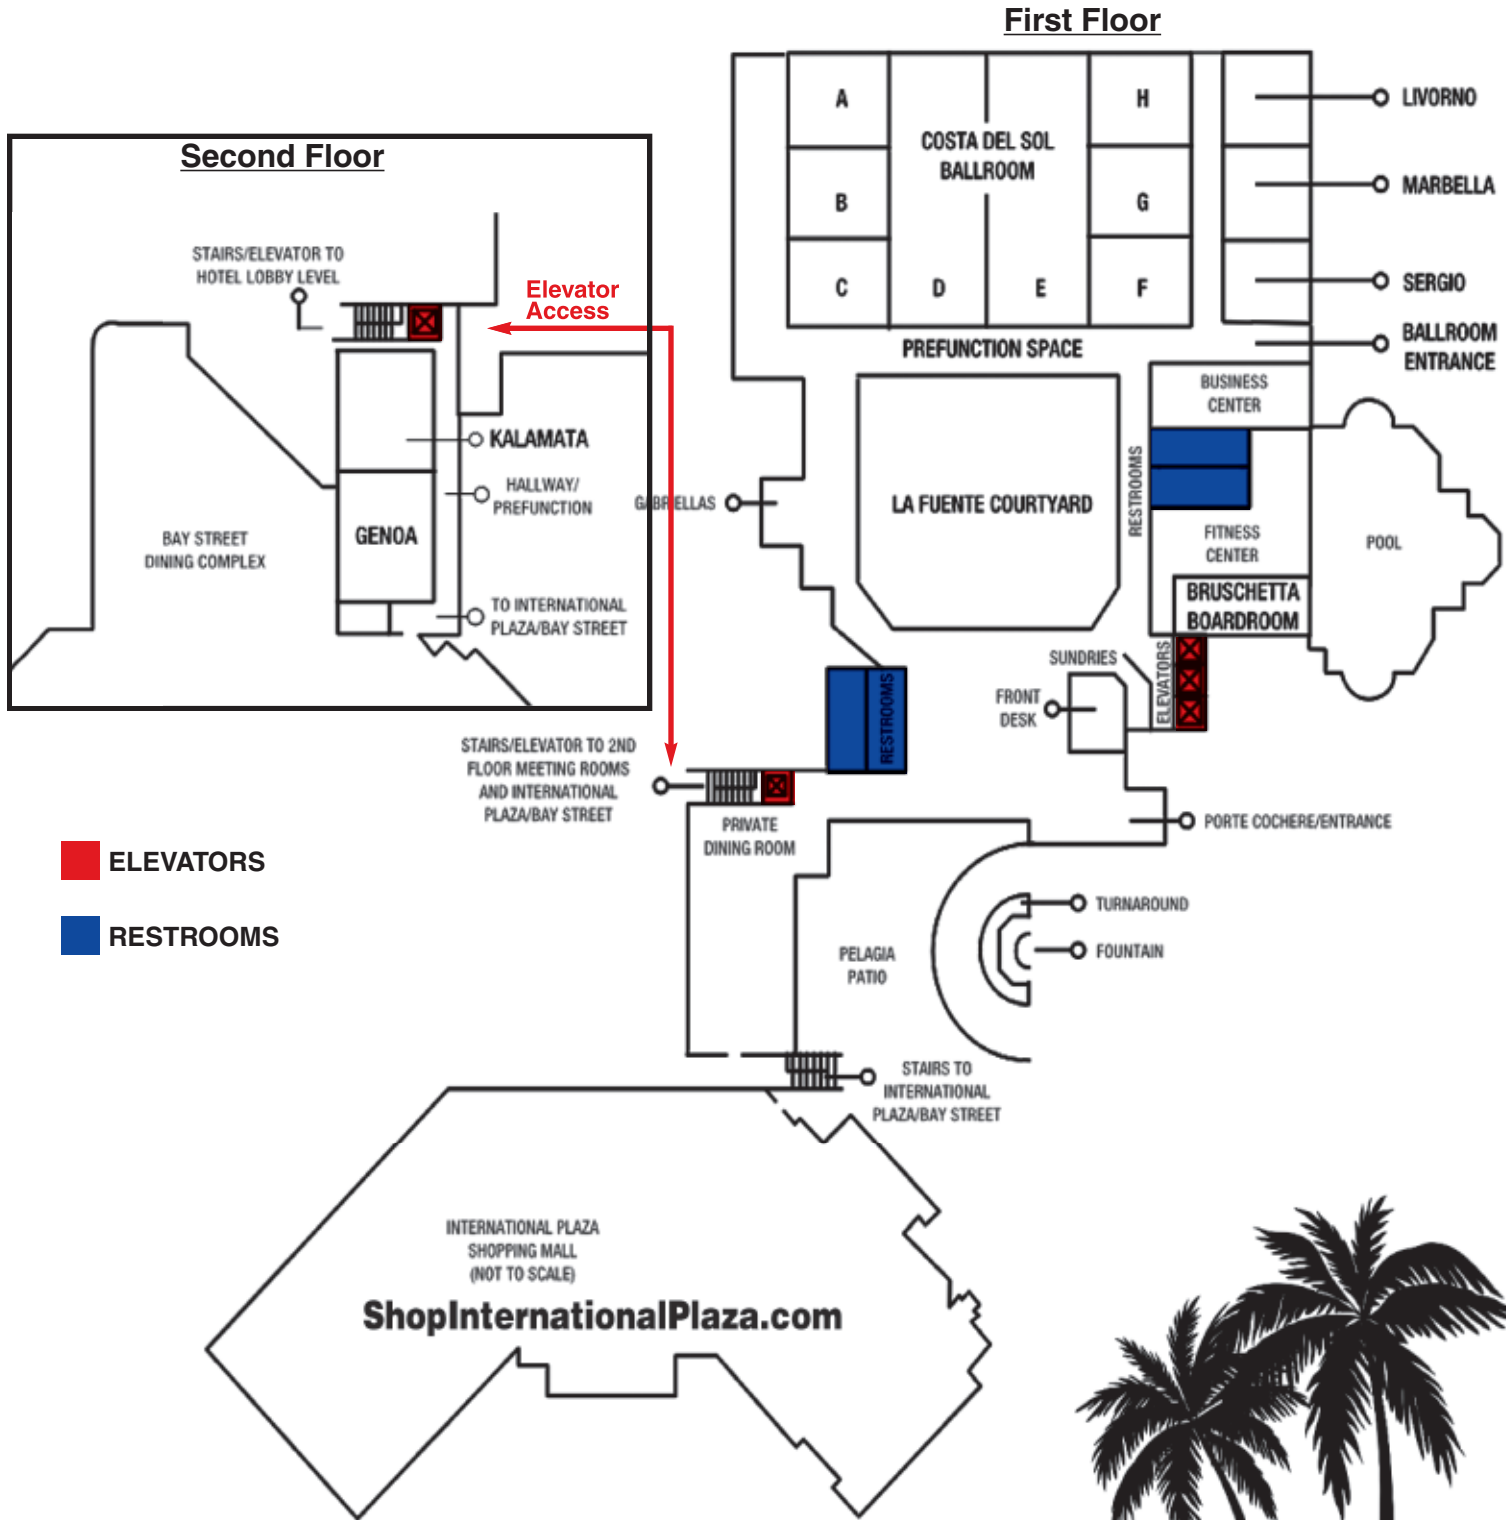 First Floor
A
H
COSTA DEL SOL
BALLROOM
B
G
C
D
E
F
PREFUNCTION SPACE
LIVORNO
MARBELLA
SERGIO
BALLROOM
ENTRANCE
BUSINESS
CENTER
RESTROOMS
LA FUENTE COURTYARD
GABRIELLAS
FITNESS
CENTER
POOL
BRUSCHETTA
BOARDROOM
SUNDRIES
ELEVATORS
FRONT
DESK
RESTROOMS
Second Floor
STAIRS/ELEVATOR TO
HOTEL LOBBY LEVEL
Elevator
Access
KALAMATA
HALLWAY/
PREFUNCTION
GENOA
BAY STREET
DINING COMPLEX
TO INTERNATIONAL
PLAZA/BAY STREET
STAIRS/ELEVATOR TO 2ND
FLOOR MEETING ROOMS
AND INTERNATIONAL
PLAZA/BAY STREET
PRIVATE
DINING ROOM
PORTE COCHERE/ENTRANCE
ELEVATORS
RESTROOMS
TURNAROUND
FOUNTAIN
PELAGIA
PATIO
STAIRS TO
INTERNATIONAL
PLAZA/BAY STREET
INTERNATIONAL PLAZA
SHOPPING MALL
(NOT TO SCALE)
ShopInternationalPlaza.com